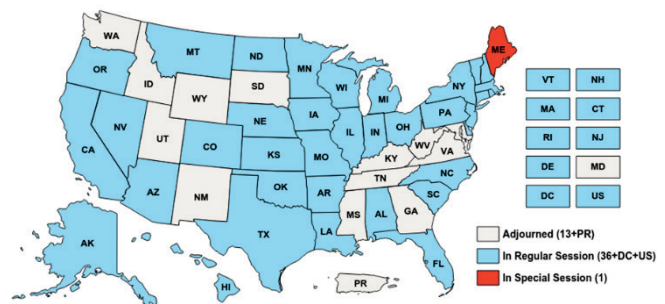 WA
MT
ND
MN
ME
OR
ID
SD
WI
MI
NY
WY
IA
PA
NV
NE
IL
IN
OH
UT
CO
CA
KS
MO
KY
WV
VA
AZ
NM
OK
AR
TN
NC
SC
MS
AL
GA
TX
LA
AK
HI
FL
PR
VT NH
MA CT
RI NJ
DE MD
DC US
Adjourned (13+PR)
In Regular Session (36+DC+US)
In Special Session (1)